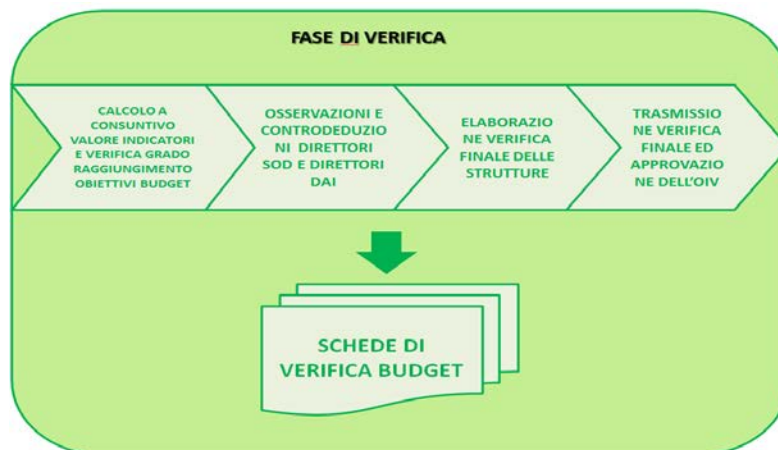 FASE DI VERIFICA
CALCOLO A
CONSUNTIVO
VALORE INDICATORI
E VERIFICA GRADO
RAGGIUNGIMENTO
OBIETTIVI BUDGET
OSSERVAZIONI E
CONTRODEDUZIO
NI DIRETTORI
SOD E DIRETTORI
DAI
ELABORAZIO
NE VERIFICA
FINALE DELLE
STRUTTURE
TRASMISSIO
NE VERIFICA
FINALE ED
APPROVAZIO
NE DELL'OIV
SCHEDE DI
VERIFICA BUDGET